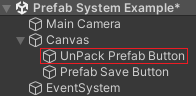 Prefab System Example*
Main Camera
Canvas
UnPack Prefab Button
Prefab Save Button
EventSystem